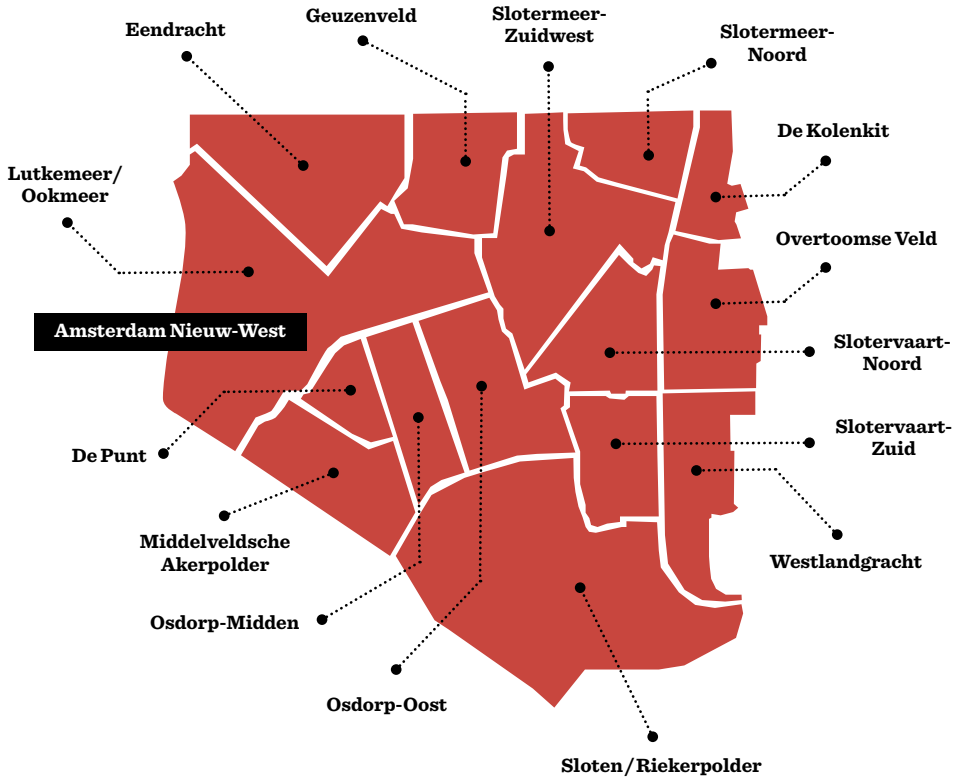 Geuzenveld
Slotermeer-
Zuidwest
Eendracht
Slotermeer-
Noord
De Kolenkit
Lutkemeer/
Ookmeer
Overtoomse Veld
Amsterdam Nieuw-West
Slotervaart-
Noord
Slotervaart-
Zuid
De Punt
Middelveldsche
Akerpolder
Westlandgracht
Osdorp-Midden
Osdorp-Oost
Sloten/Riekerpolder